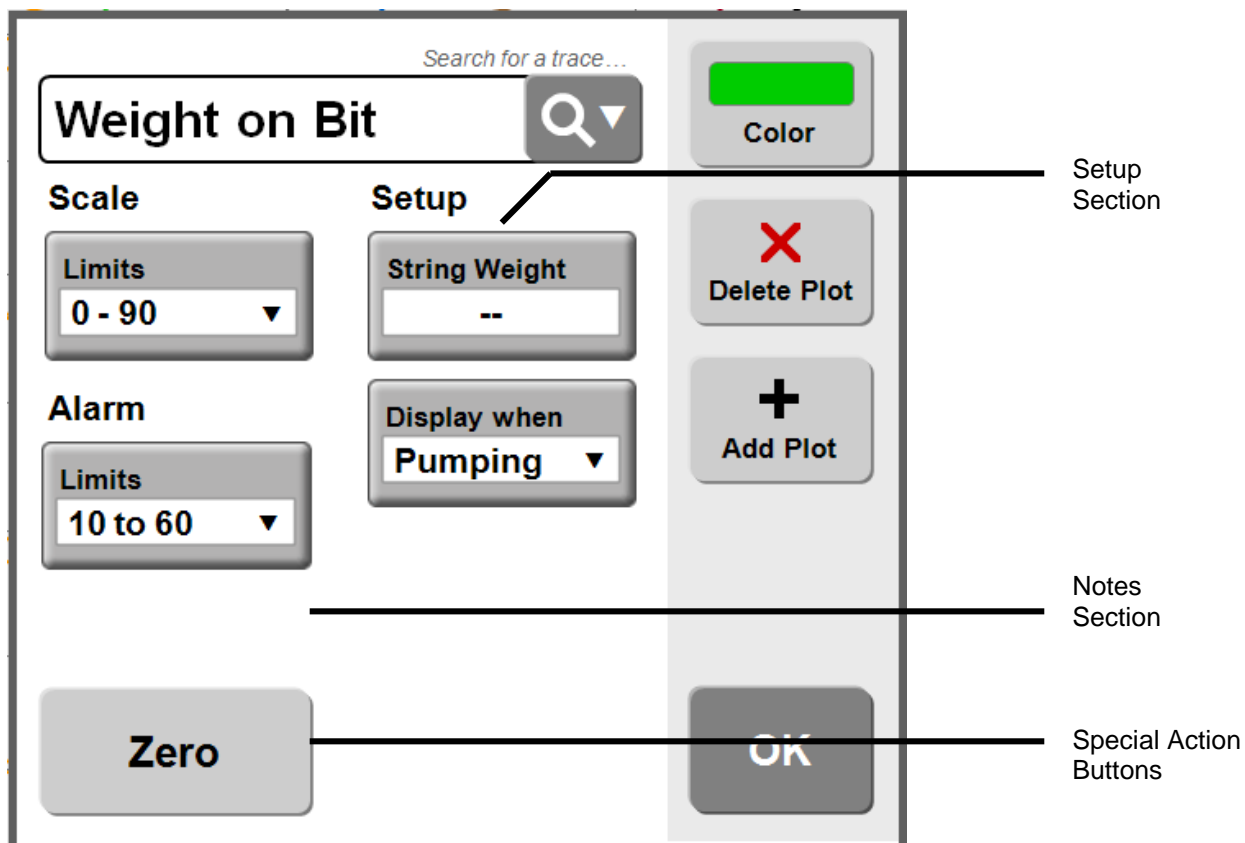 Search for a trace...
Weight on Bit
Scale
Limits
0 - 90
Alarm
Limits
10 to 60
Setup
String Weight
--
Display when
Pumping
Zero
Color
Delete Plot
Add Plot
OK
Setup
Section
Notes
Section
Special Action
Buttons